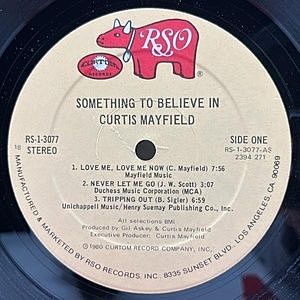 RSO
CURTOM
RECORDS
SOMETHING TO BELIEVE IN
CURTIS MAYFIELD
RS-1-3077
STEREO
SIDE ONE
RS-1-3077-AS
2394 271
18
1. LOVE ME, LOVE ME NOW (C. Mayfield) 7:56
Mayfield Music
2. NEVER LET ME GO (J. W. Scott) 3:07
Duchess Music Corporation (MCA)
3. TRIPPING OUT (B. Sigler) 6:59
Unichappell Music/Henry Suemay Publishing Co., Inc.
All selections BMI
Produced by Gil Askey & Curtis Mayfield
Executive Producer: Curtis Mayfield
℗ 1980 CURTOM RECORD COMPANY, INC.
MANUFACTURED & MARKETED BY RSO RECORDS, INC. 8335 SUNSET BLVD. LOS ANGELES, CA 90069